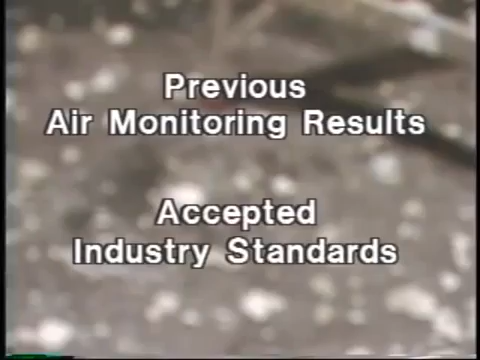 Previous
Air Monitoring Results
Accepted
Industry Standards